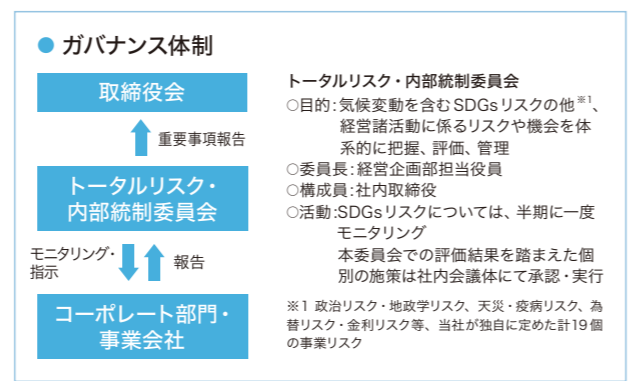 ● ガバナンス体制
取締役会
重要事項報告
トータルリスク・
内部統制委員会
モニタリング・
指示
報告
コーポレート部門・
事業会社
トータルリスク・内部統制委員会
○目的:気候変動を含むSDGsリスクの他※1、
経営諸活動に係るリスクや機会を体
系的に把握、評価、管理
○委員長:経営企画部担当役員
○構成員:社内取締役
○活動:SDGsリスクについては、半期に一度
モニタリング
本委員会での評価結果を踏まえた個
別の施策は社内会議体にて承認・実行
※1 政治リスク・地政学リスク、天災・疫病リスク、為
替リスク・金利リスク等、当社が独自に定めた計19個
の事業リスク